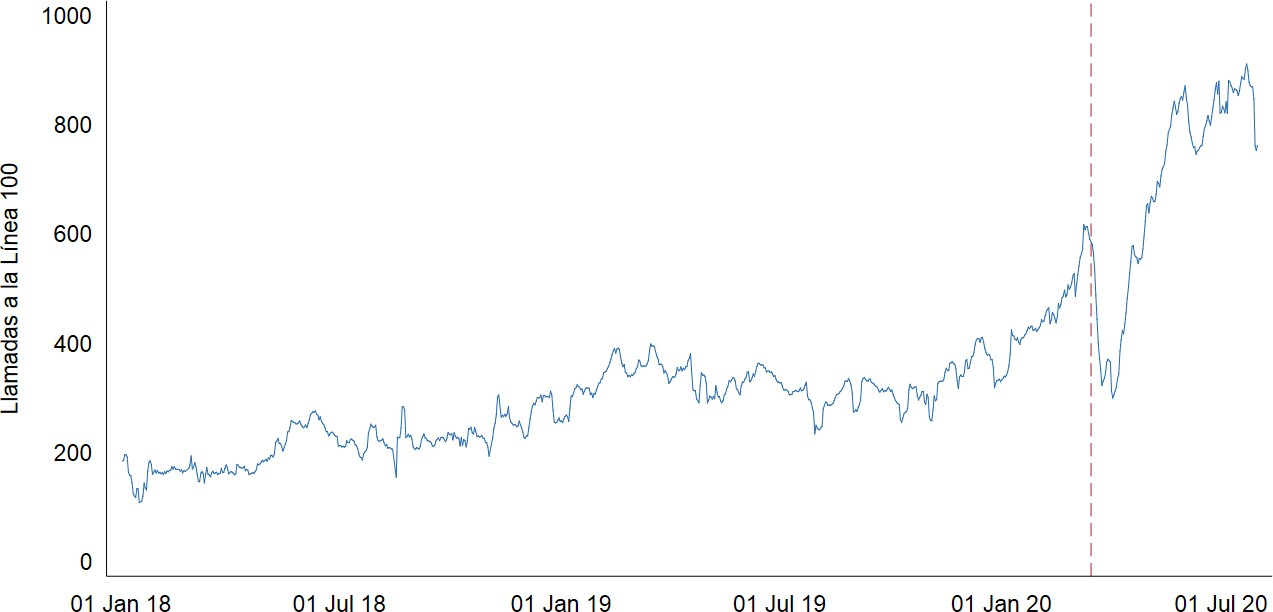 1000
800
600
400
200
0
Llamadas a la Línea 100
01 Jan 18
01 Jul 18
01 Jan 19
01 Jul 19
01 Jan 20
01 Jul 20